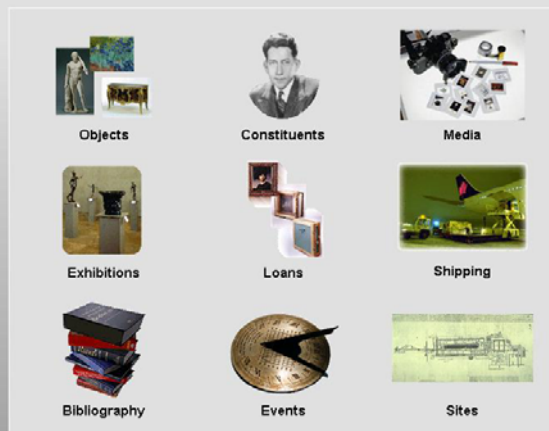 Objects
Constituents
Media
Exhibitions
Loans
Shipping
Bibliography
Events
Sites